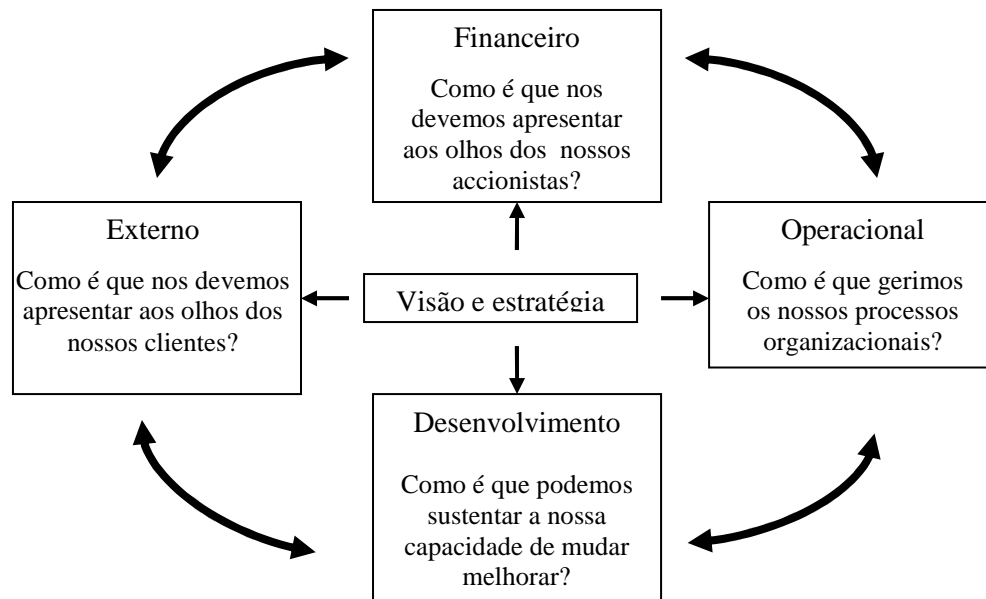 Financeiro
Como é que nos
devemos apresentar
aos olhos dos nossos
accionistas?
Externo
Como é que nos devemos
apresentar aos olhos dos
nossos clientes?
Visão e estratégia
Operacional
Como é que gerimos
os nossos processos
organizacionais?
Desenvolvimento
Como é que podemos
sustentar a nossa
capacidade de mudar
melhorar?